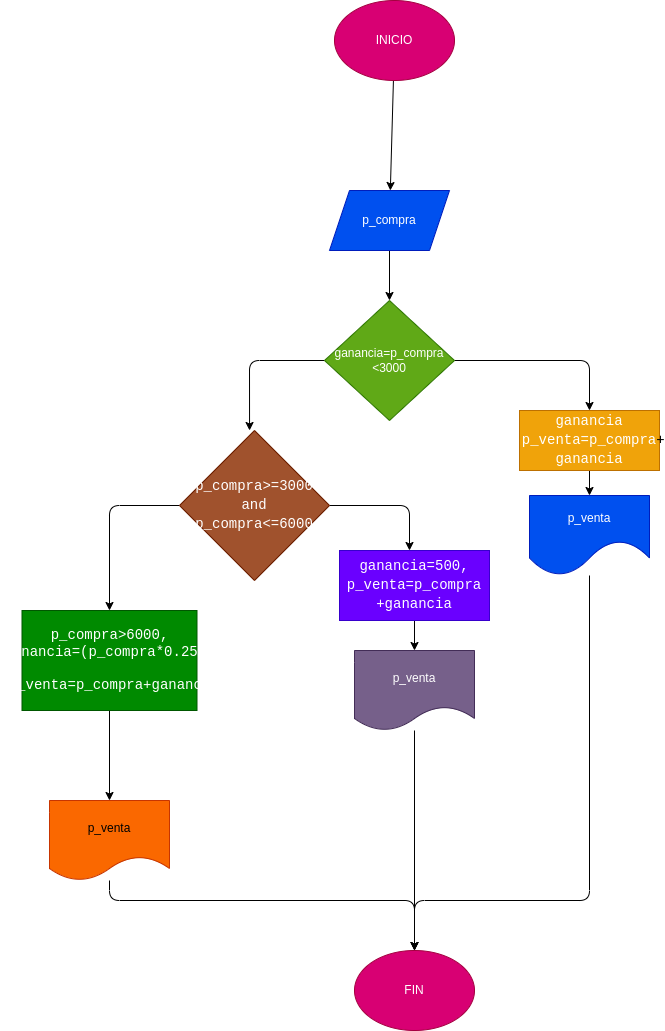 INICIO
p_compra
ganancia=p_compra
<3000
ganancia
p_venta=p_compra+
ganancia
p_compra>=3000
and
p_compra<=6000
p_venta
ganancia=500,
p_venta=p_compra
+ganancia
p_compra>6000,
nancia=(p_compra*0.25
_venta=p_compra+gananc
p_venta
p_venta
FIN